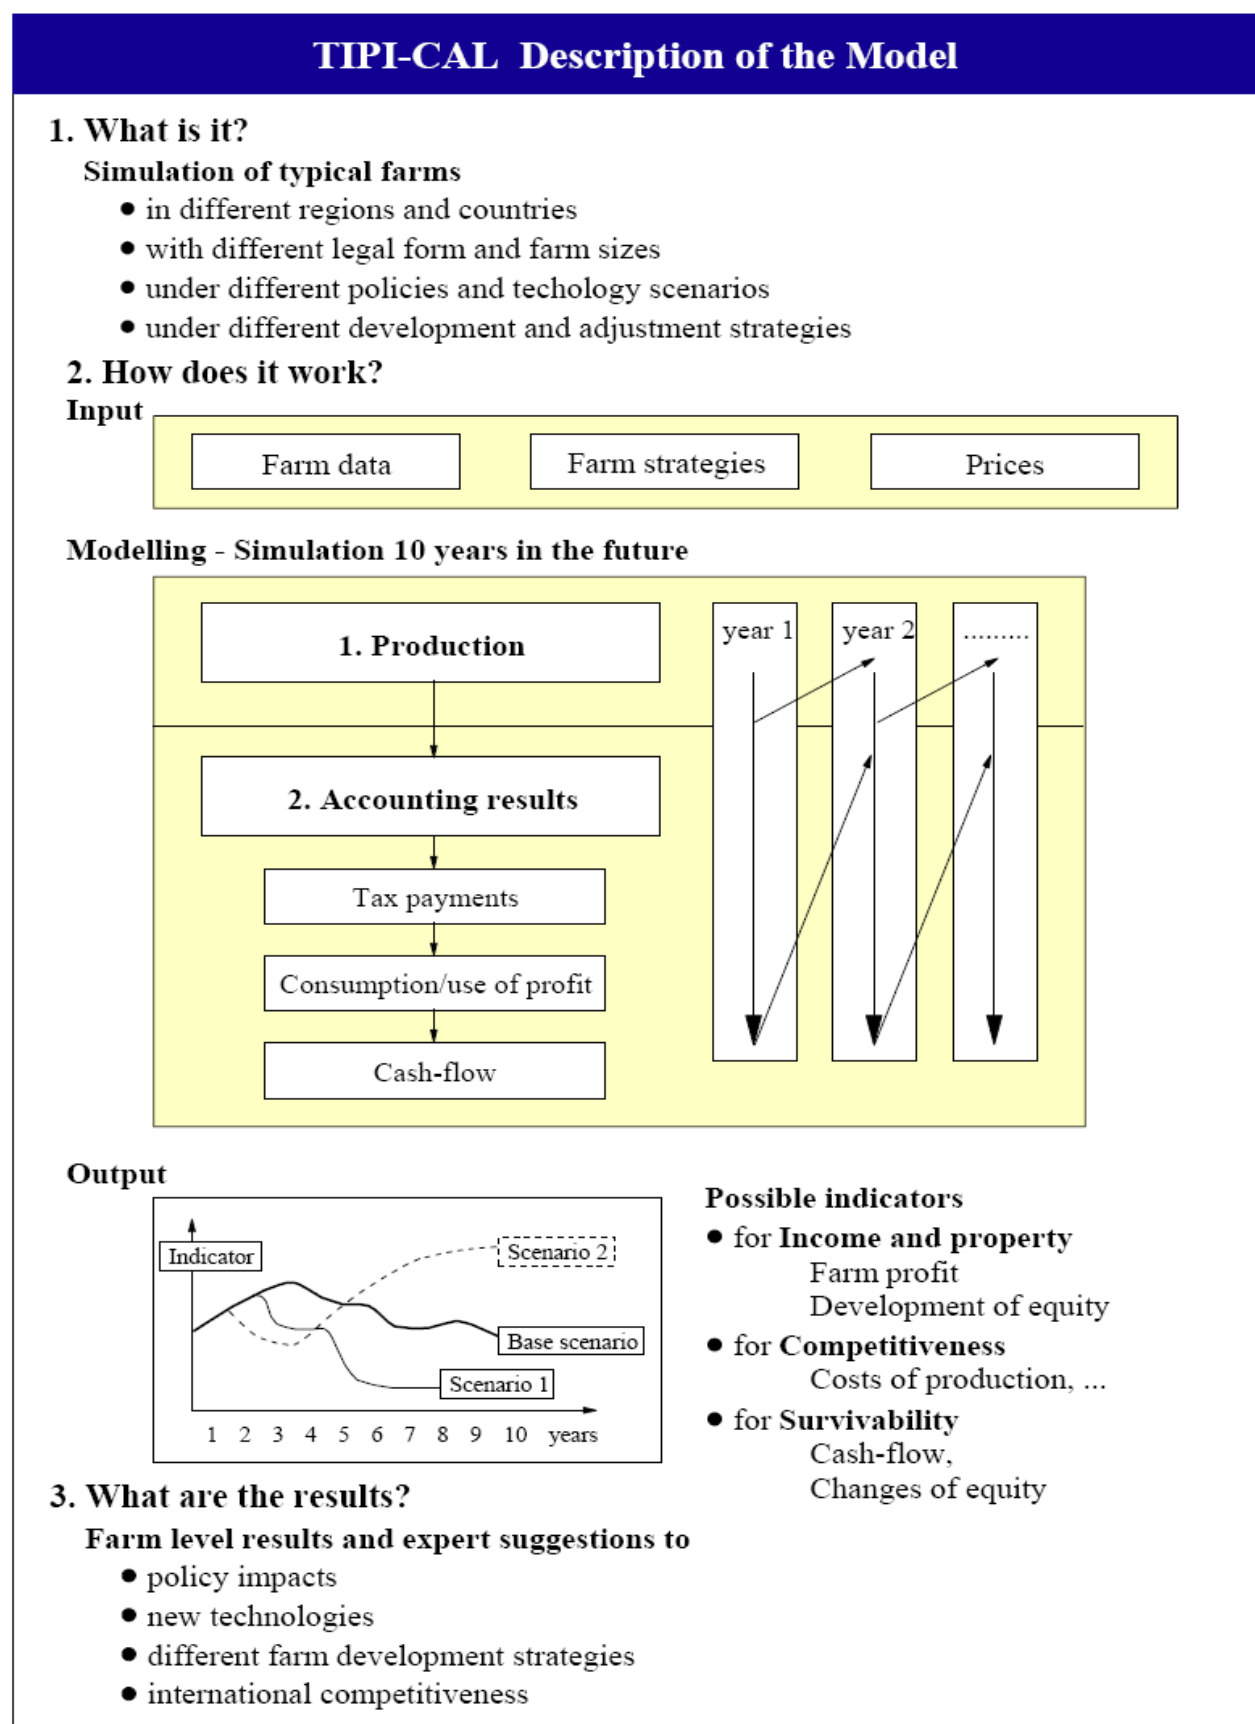 TIPI-CAL Description of the Model
1. What is it?
Simulation of typical farms
● in different regions and countries
● with different legal form and farm sizes
● under different policies and techology scenarios
● under different development and adjustment strategies
2. How does it work?
Input
Farm data
Farm strategies
Prices
Modelling - Simulation 10 years in the future
1. Production
year 1
year 2
.........
2. Accounting results
Tax payments
Consumption/use of profit
Cash-flow
Output
Indicator
Scenario 2
Base scenario
Scenario 1
1 2 3 4 5 6 7 8 9 10 years
Possible indicators
● for Income and property
Farm profit
Development of equity
● for Competitiveness
Costs of production, ...
● for Survivability
Cash-flow,
Changes of equity
3. What are the results?
Farm level results and expert suggestions to
● policy impacts
● new technologies
● different farm development strategies
● international competitiveness